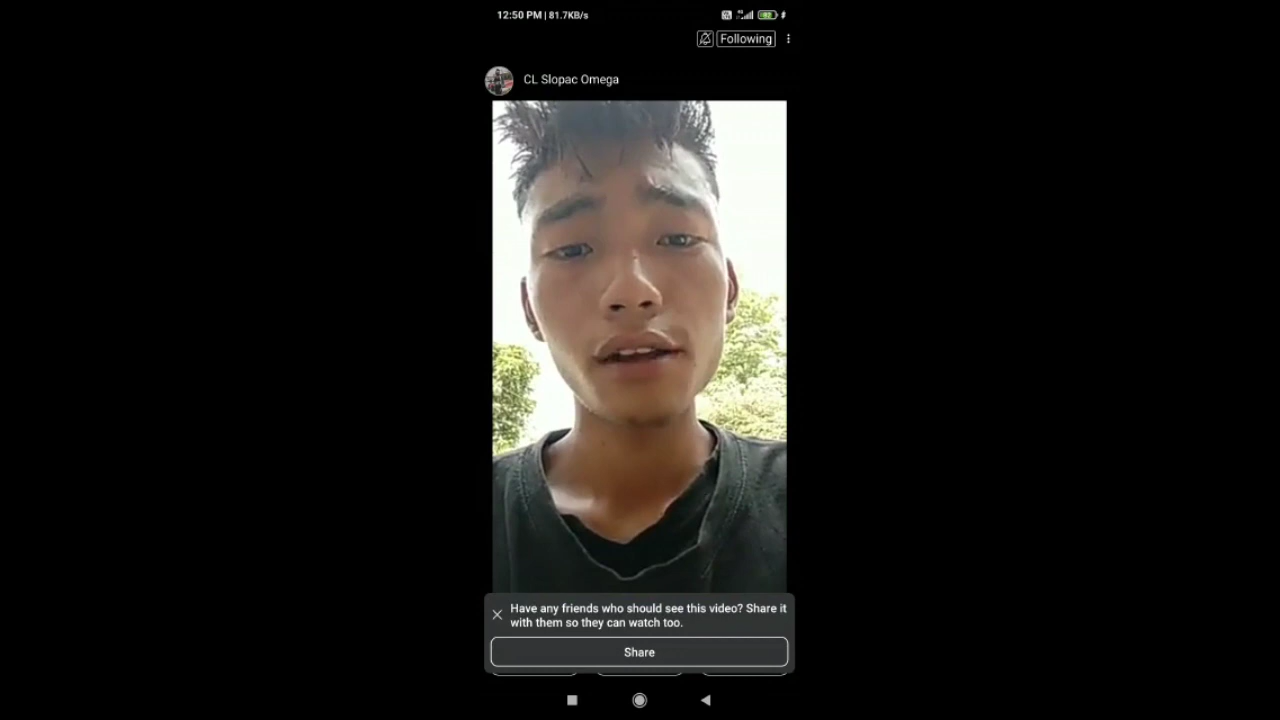 12:50 PM | 81.7KB/s
Following
CL Slopac Omega
Have any friends who should see this video? Share it
with them so they can watch too.
Share